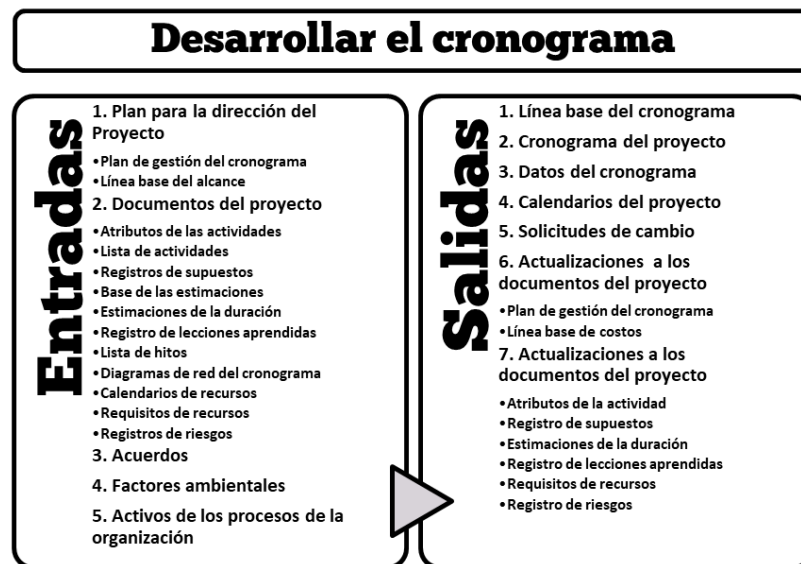 Desarrollar el cronograma
Entradas
1. Plan para la dirección del
Proyecto
•Plan de gestión del cronograma
•Línea base del alcance
2. Documentos del proyecto
•Atributos de las actividades
•Lista de actividades
•Registros de supuestos
•Base de las estimaciones
•Estimaciones de la duración
•Registro de lecciones aprendidas
•Lista de hitos
•Diagramas de red del cronograma
•Calendarios de recursos
•Requisitos de recursos
•Registros de riesgos
3. Acuerdos
4. Factores ambientales
5. Activos de los procesos de la
organización
Salidas
1. Línea base del cronograma
2. Cronograma del proyecto
3. Datos del cronograma
4. Calendarios del proyecto
5. Solicitudes de cambio
6. Actualizaciones a los
documentos del proyecto
•Plan de gestión del cronograma
•Línea base de costos
7. Actualizaciones a los
documentos del proyecto
•Atributos de la actividad
•Registro de supuestos
•Estimaciones de la duración
•Registro de lecciones aprendidas
•Requisitos de recursos
•Registro de riesgos